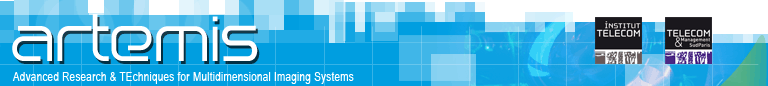 artemis
Advanced Research & TEchniques for Multidimensional Imaging Systems
INSTITUT
TELECOM
TELECOM
& Management
SudParis